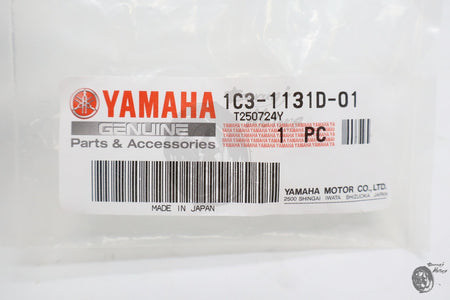 YAMAHA
GENUINE
Parts & Accessories
1C3-1131D-01
T250724Y
1 PC
MADE IN JAPAN
YAMAHA MOTOR CO., LTD.
2500 SHINGAI IWATA SHIZUOKA JAPAN